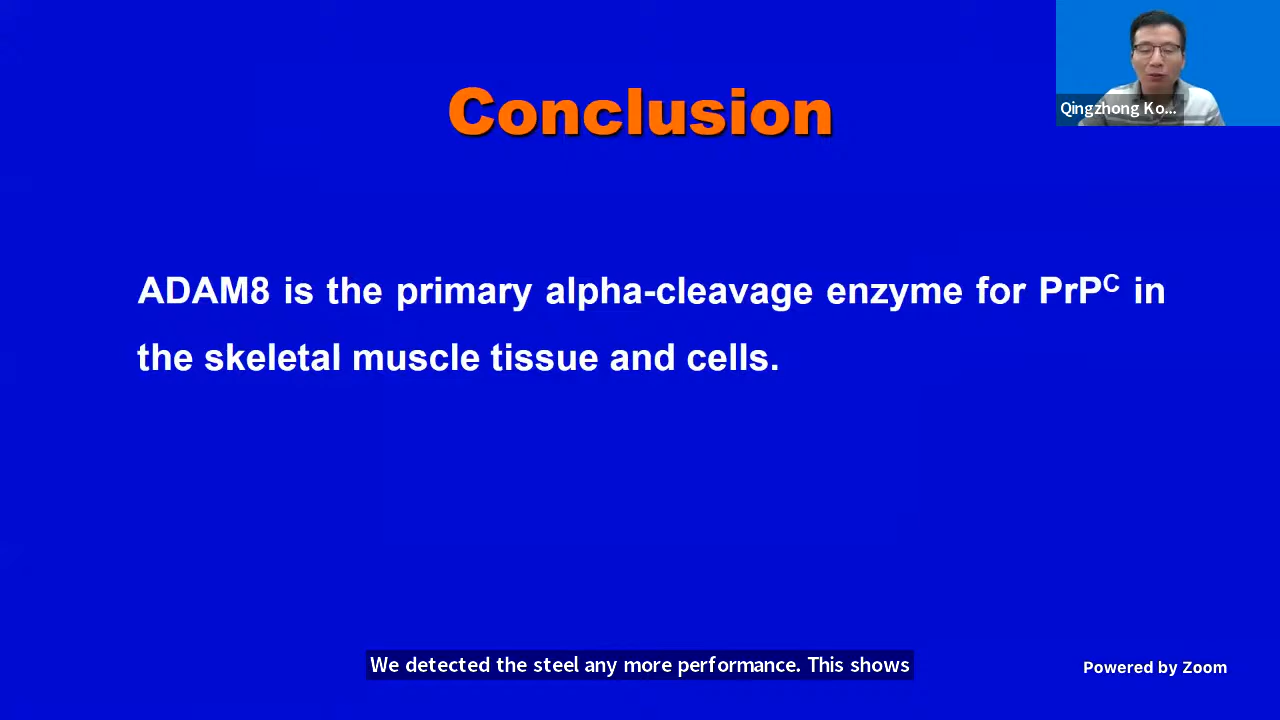 Conclusion
Qingzhong Ko...
ADAM8 is the primary alpha-cleavage enzyme for PrPᶜ in
the skeletal muscle tissue and cells.
We detected the steel any more performance. This shows
Powered by Zoom